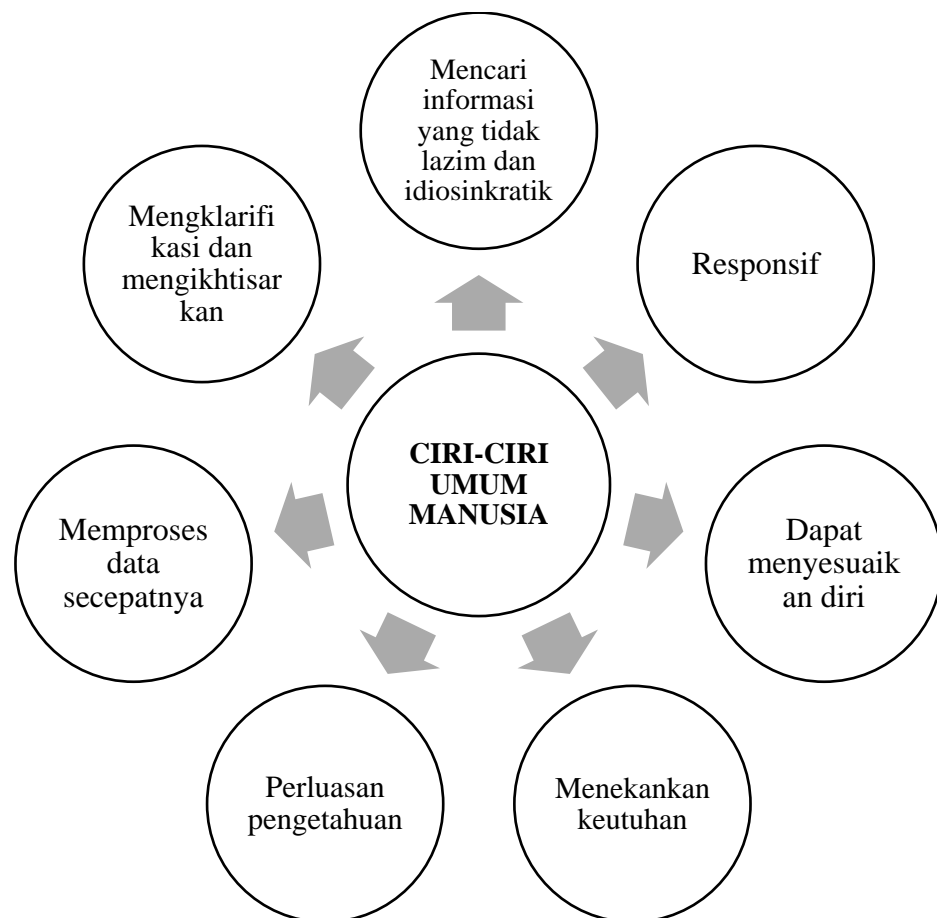 Mencari
informasi
yang tidak
lazim dan
idiosinkratik
Responsif
Dapat
menyesuaik
an diri
Menekankan
keutuhan
Perluasan
pengetahuan
Memproses
data
secepatnya
Mengklarifi
kasi dan
mengikhtisar
kan
CIRI-CIRI
UMUM
MANUSIA